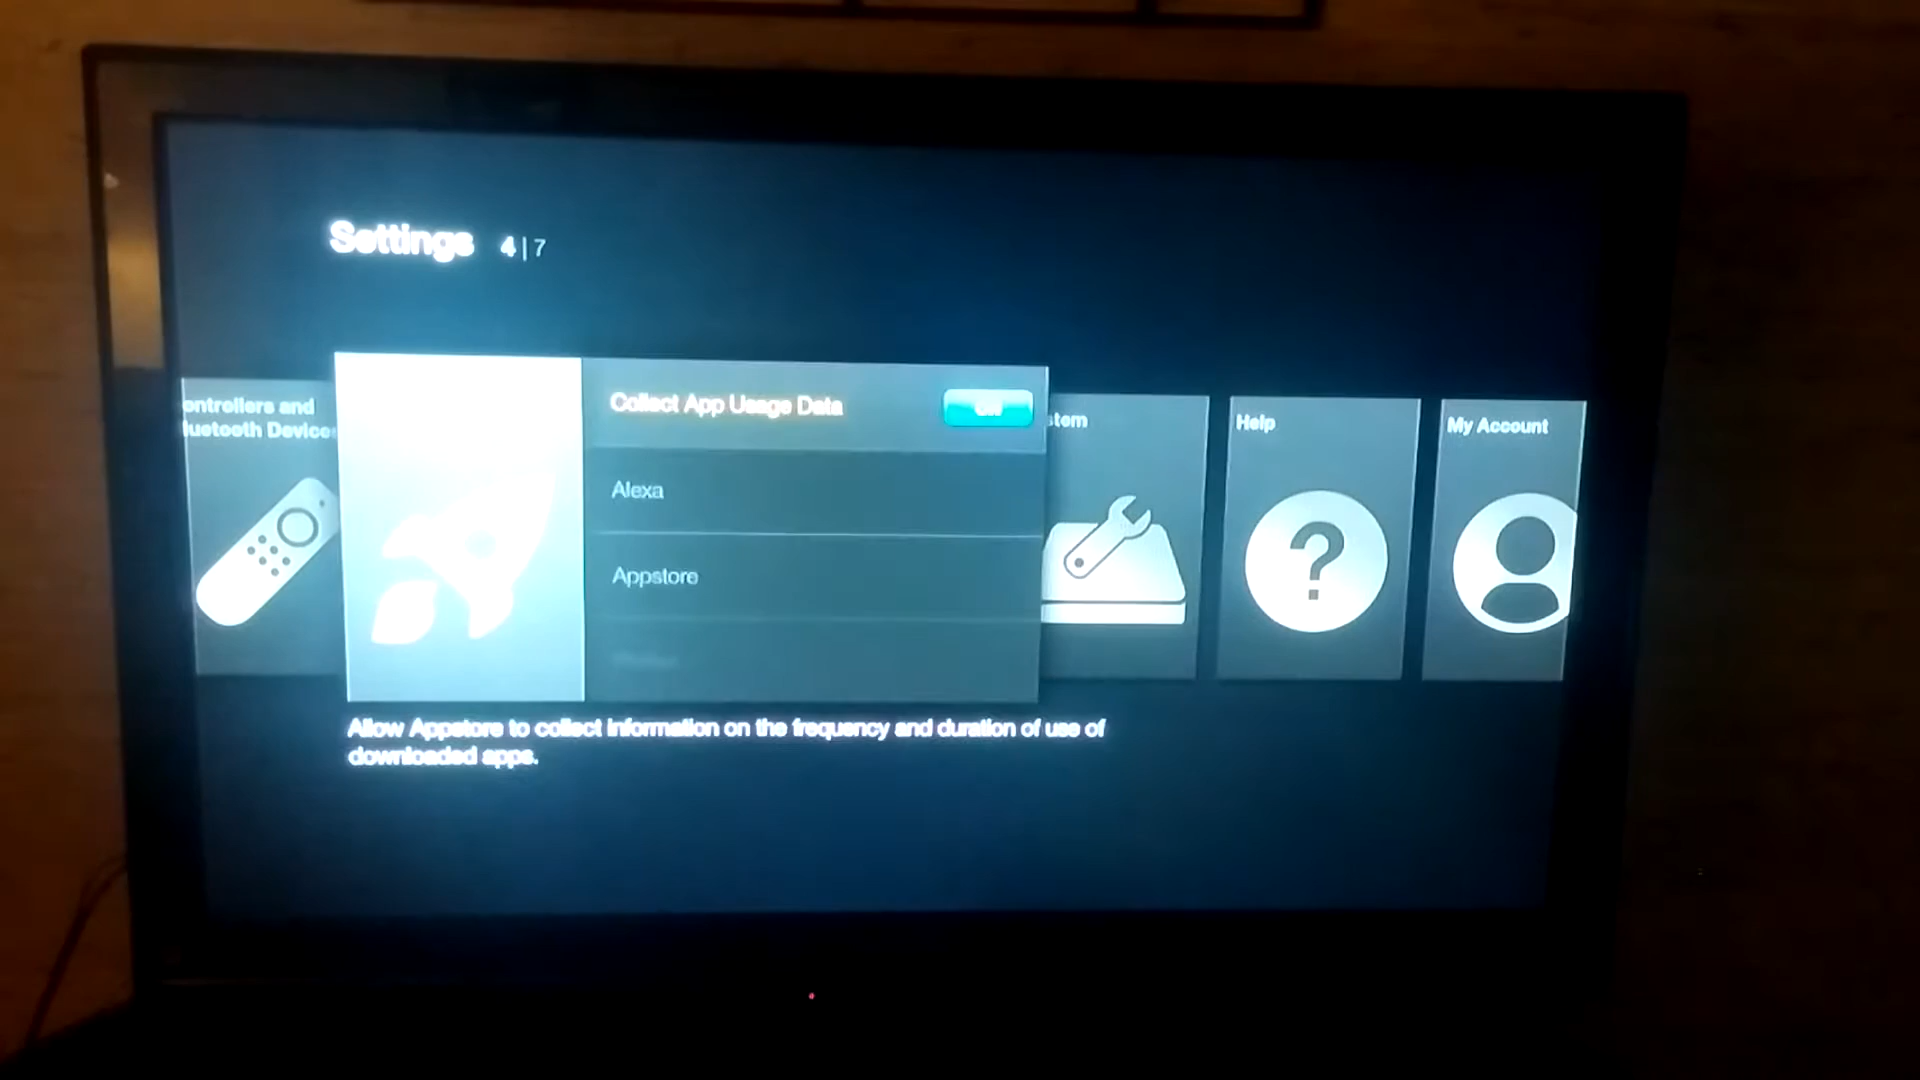 Settings 4|7
ontrollers and
luetooth Devices
Collect App Usage Data
Alexa
Appstore
stem
Help
?
My Account
Allow Appstore to collect information on the frequency and duration of use of
downloaded apps.